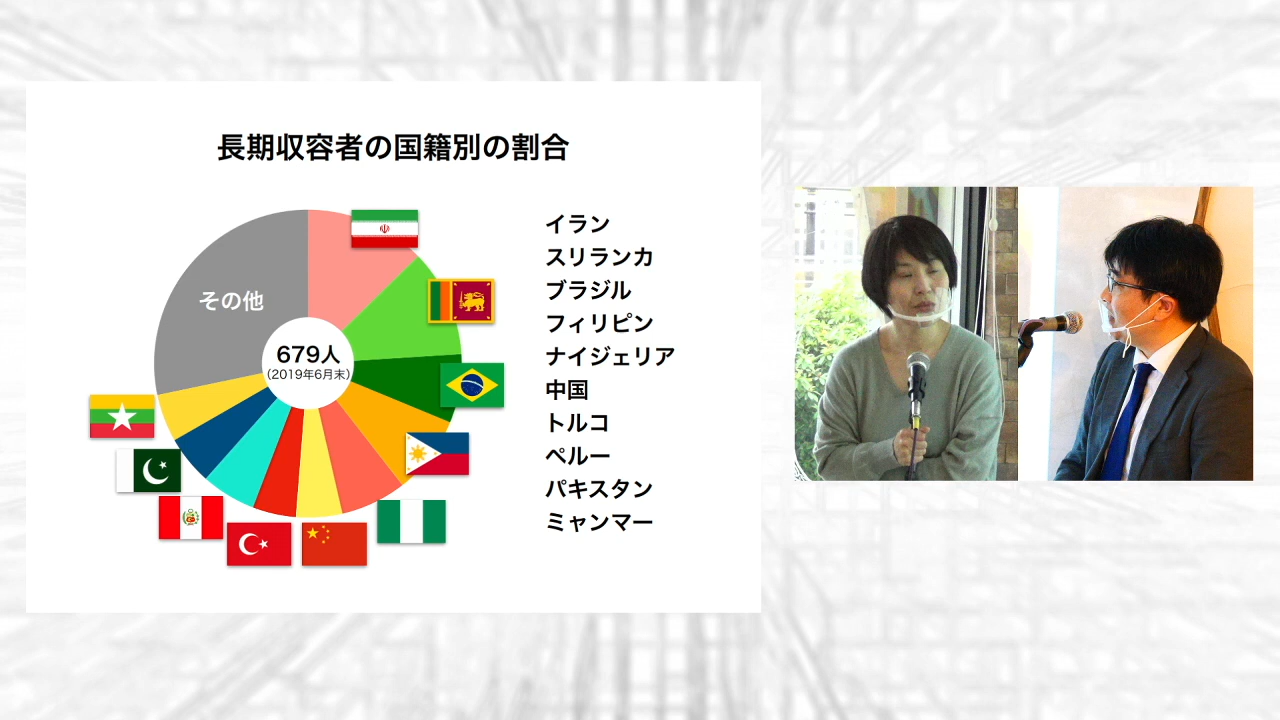 長期収容者の国籍別の割合
その他
679人
(2019年6月末)
イラン
スリランカ
ブラジル
フィリピン
ナイジェリア
中国
トルコ
ペルー
パキスタン
ミャンマー